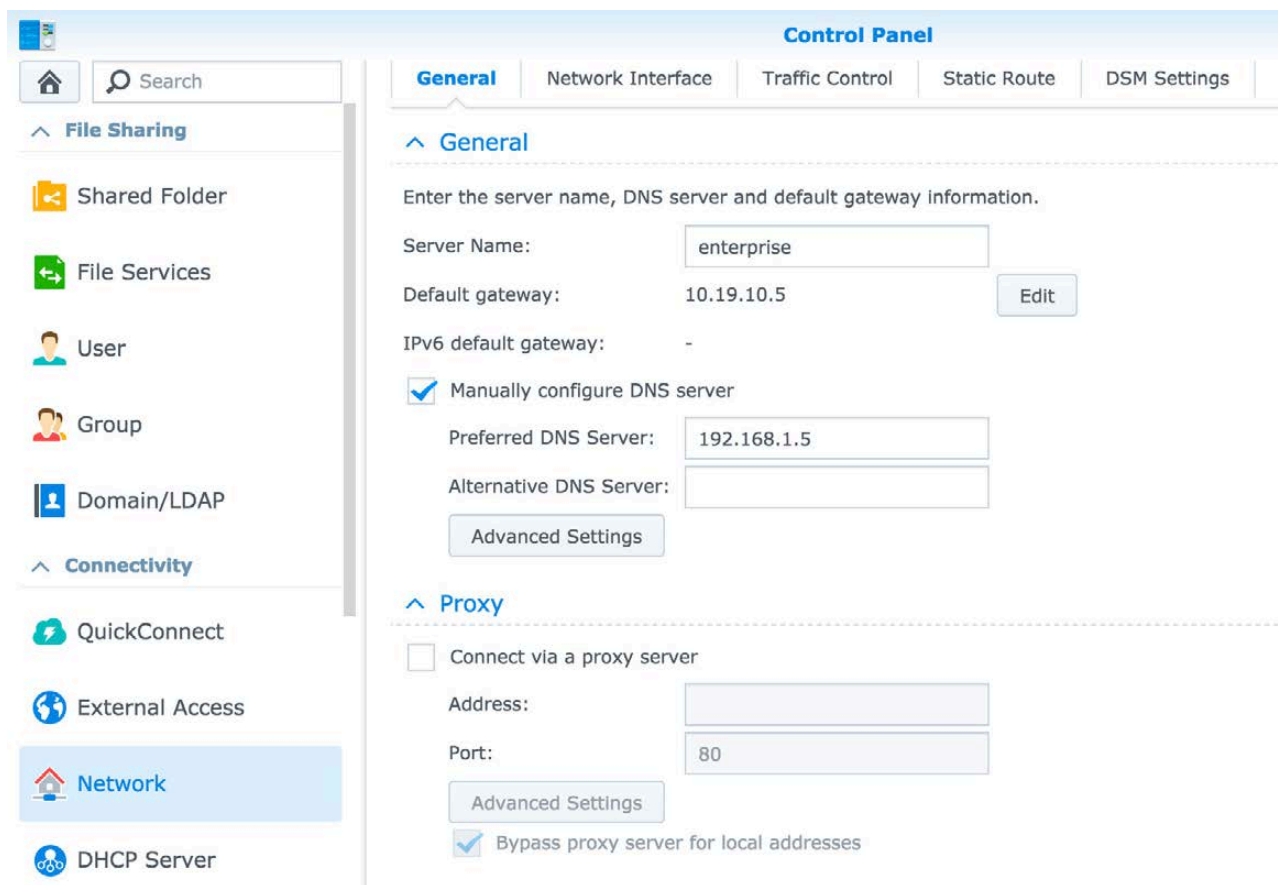 Control Panel
Search
General Network Interface Traffic Control Static Route DSM Settings
File Sharing
Shared Folder
File Services
User
Group
Domain/LDAP
Connectivity
QuickConnect
External Access
Network
DHCP Server
General
Enter the server name, DNS server and default gateway information.
Server Name: enterprise
Default gateway: 10.19.10.5 Edit
IPv6 default gateway: -
Manually configure DNS server
Preferred DNS Server: 192.168.1.5
Alternative DNS Server:
Advanced Settings
Proxy
Connect via a proxy server
Address:
Port: 80
Advanced Settings
Bypass proxy server for local addresses